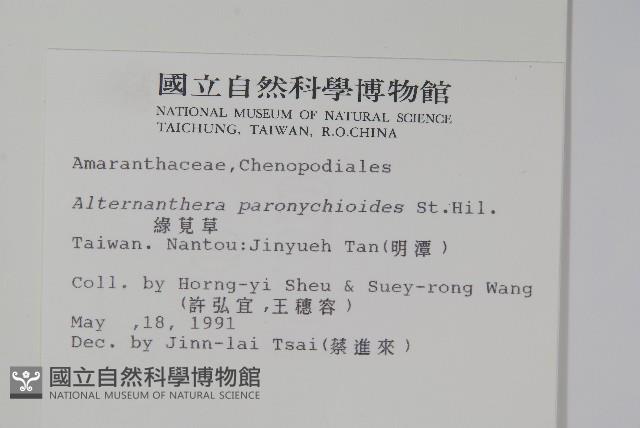 國立自然科學博物館
NATIONAL MUSEUM OF NATURAL SCIENCE
TAICHUNG, TAIWAN, R.O.CHINA
Amaranthaceae,Chenopodiales
Alternanthera paronychioides St.Hil.
綠莧草
Taiwan. Nantou:Jinyueh Tan(明潭)
Coll. by Horng-yi Sheu & Suey-rong Wang
(許弘宜,王穗容)
May ,18, 1991
Dec. by Jinn-lai Tsai(蔡進來)
國立自然科學博物館
NATIONAL MUSEUM OF NATURAL SCIENCE